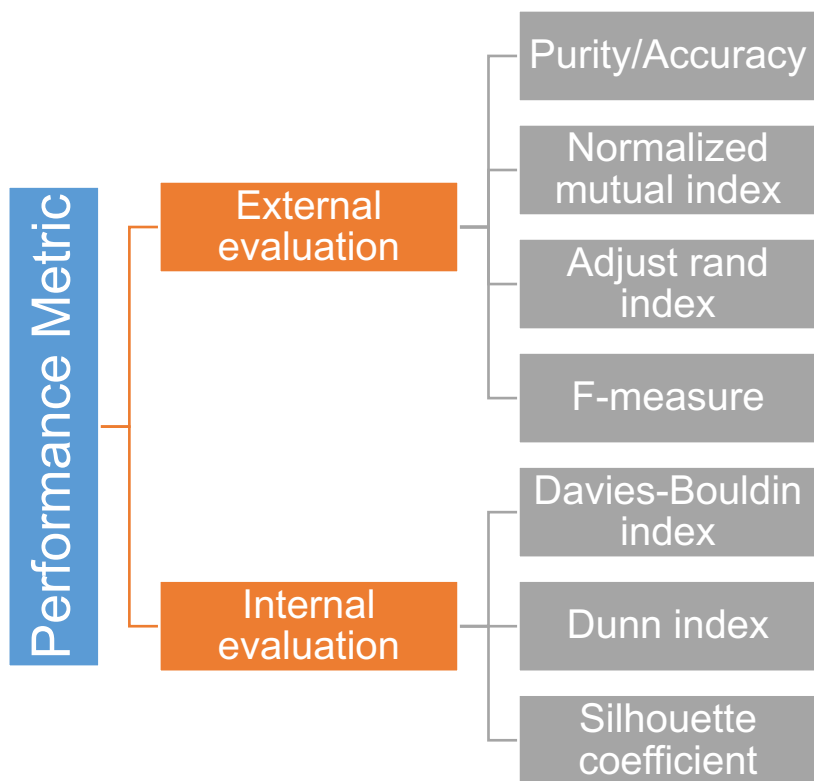 Performance Metric
External
evaluation
Purity/Accuracy
Normalized
mutual index
Adjust rand
index
F-measure
Internal
evaluation
Davies-Bouldin
index
Dunn index
Silhouette
coefficient